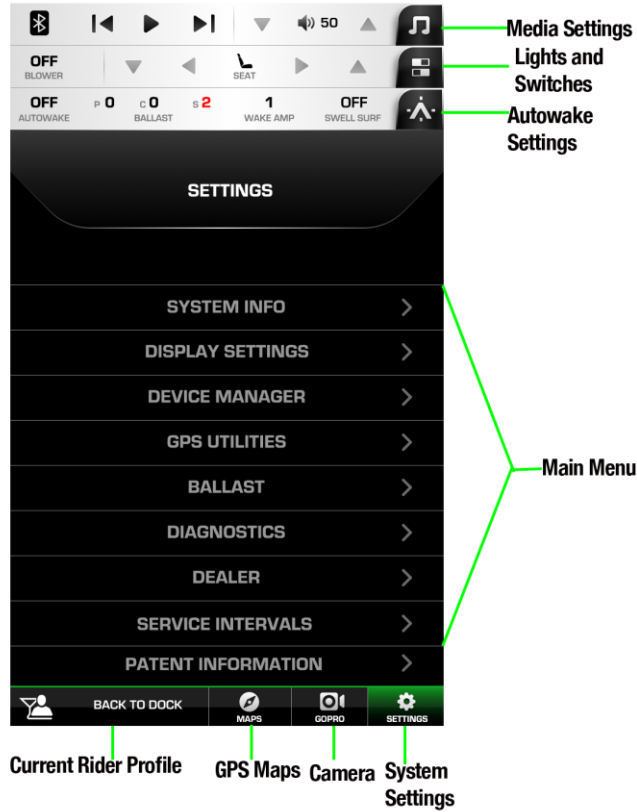 50
Media Settings
OFF
BLOWER
SEAT
Lights and
Switches
OFF P 0 C 0 S 2 1 OFF
AUTOWAKE BALLAST WAKE AMP SWELL SURF
Autowake
Settings
SETTINGS
SYSTEM INFO
DISPLAY SETTINGS
DEVICE MANAGER
GPS UTILITIES
BALLAST
DIAGNOSTICS
DEALER
SERVICE INTERVALS
PATENT INFORMATION
Main Menu
BACK TO DOCK
MAPS
GOPRO
SETTINGS
Current Rider Profile
GPS Maps
Camera
System
Settings